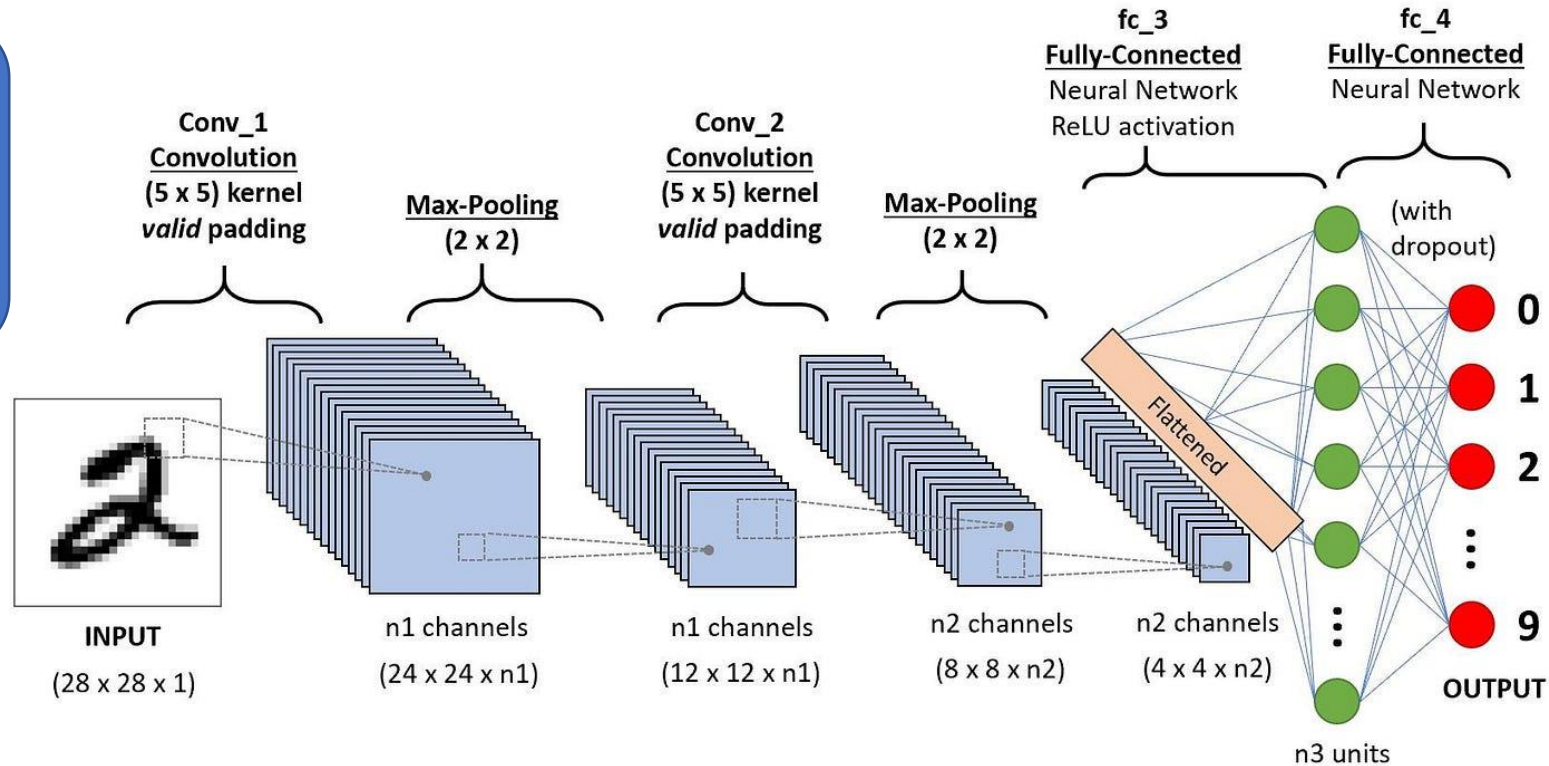 Conv_1
Convolution
(5 x 5) kernel
valid padding
Max-Pooling
(2 x 2)
Conv_2
Convolution
(5 x 5) kernel
valid padding
Max-Pooling
(2 x 2)
fc_3
Fully-Connected
Neural Network
ReLU activation
fc_4
Fully-Connected
Neural Network
(with
dropout)
INPUT
(28 x 28 x 1)
n1 channels
(24 x 24 x n1)
n1 channels
(12 x 12 x n1)
n2 channels
(8 x 8 x n2)
n2 channels
(4 x 4 x n2)
Flattened
n3 units
0
1
2
9
OUTPUT